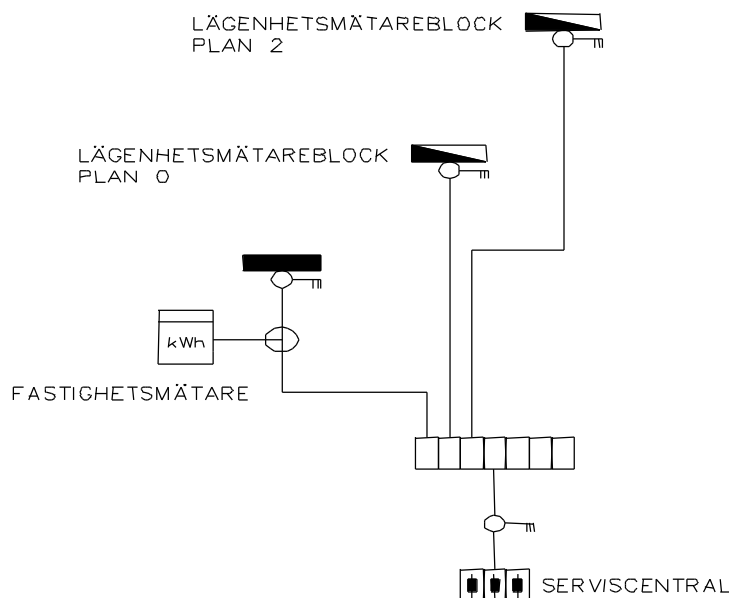 LÄGENHETSMÄTAREBLOCK
PLAN 2
LÄGENHETSMÄTAREBLOCK
PLAN 0
kWh
FASTIGHETSMÄTARE
SERVISCENTRAL